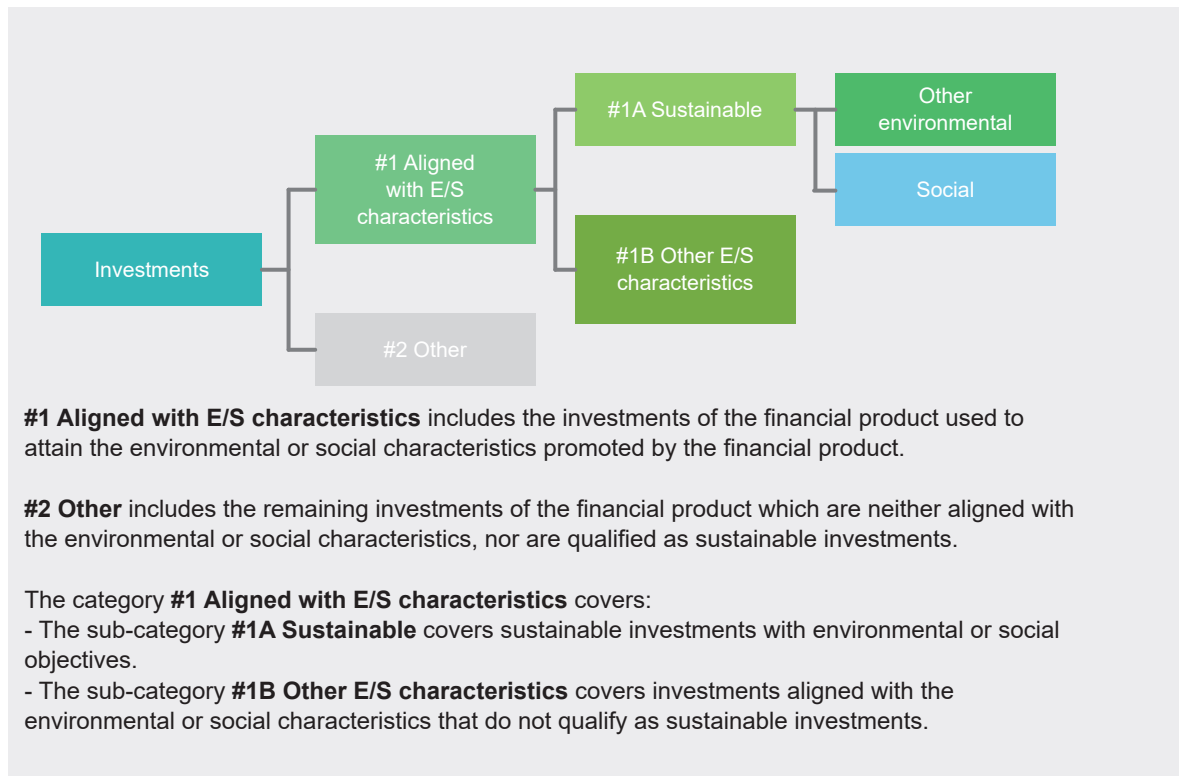 Other
environmental
#1A Sustainable
#1 Aligned
with E/S
characteristics
Social
#1B Other E/S
characteristics
Investments
#2 Other
#1 Aligned with E/S characteristics includes the investments of the financial product used to
attain the environmental or social characteristics promoted by the financial product.
#2 Other includes the remaining investments of the financial product which are neither aligned with
the environmental or social characteristics, nor are qualified as sustainable investments.
The category #1 Aligned with E/S characteristics covers:
- The sub-category #1A Sustainable covers sustainable investments with environmental or social
objectives.
- The sub-category #1B Other E/S characteristics covers investments aligned with the
environmental or social characteristics that do not qualify as sustainable investments.